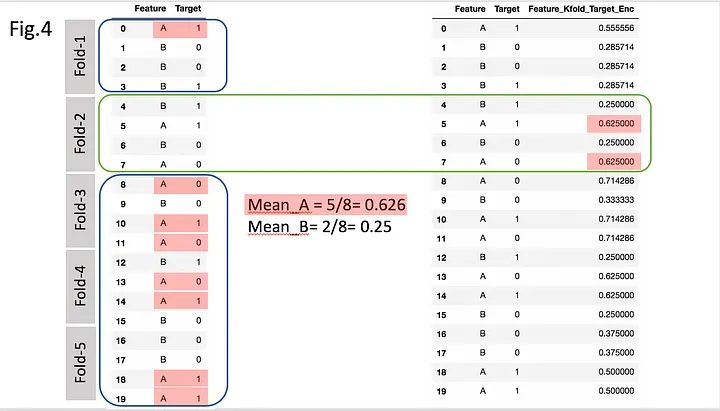 Fig.4
Feature Target
0 A 1
1 B 0
2 B 0
3 B 1
4 B 1
5 A 1
6 B 0
7 A 0
8 A 0
9 B 0
10 A 1
11 A 0
12 B 1
13 A 0
14 A 1
15 B 0
16 B 0
17 B 0
18 A 1
19 A 1
Fold-1
Fold-2
Fold-3
Fold-4
Fold-5
Mean_A = 5/8= 0.626
Mean_B= 2/8= 0.25
Feature Target Feature_Kfold_Target_Enc
0 A 1 0.555556
1 B 0 0.285714
2 B 0 0.285714
3 B 1 0.285714
4 B 1 0.250000
5 A 1 0.625000
6 B 0 0.250000
7 A 0 0.625000
8 A 0 0.714286
9 B 0 0.333333
10 A 1 0.714286
11 A 0 0.714286
12 B 1 0.250000
13 A 0 0.625000
14 A 1 0.625000
15 B 0 0.250000
16 B 0 0.375000
17 B 0 0.375000
18 A 1 0.500000
19 A 1 0.500000